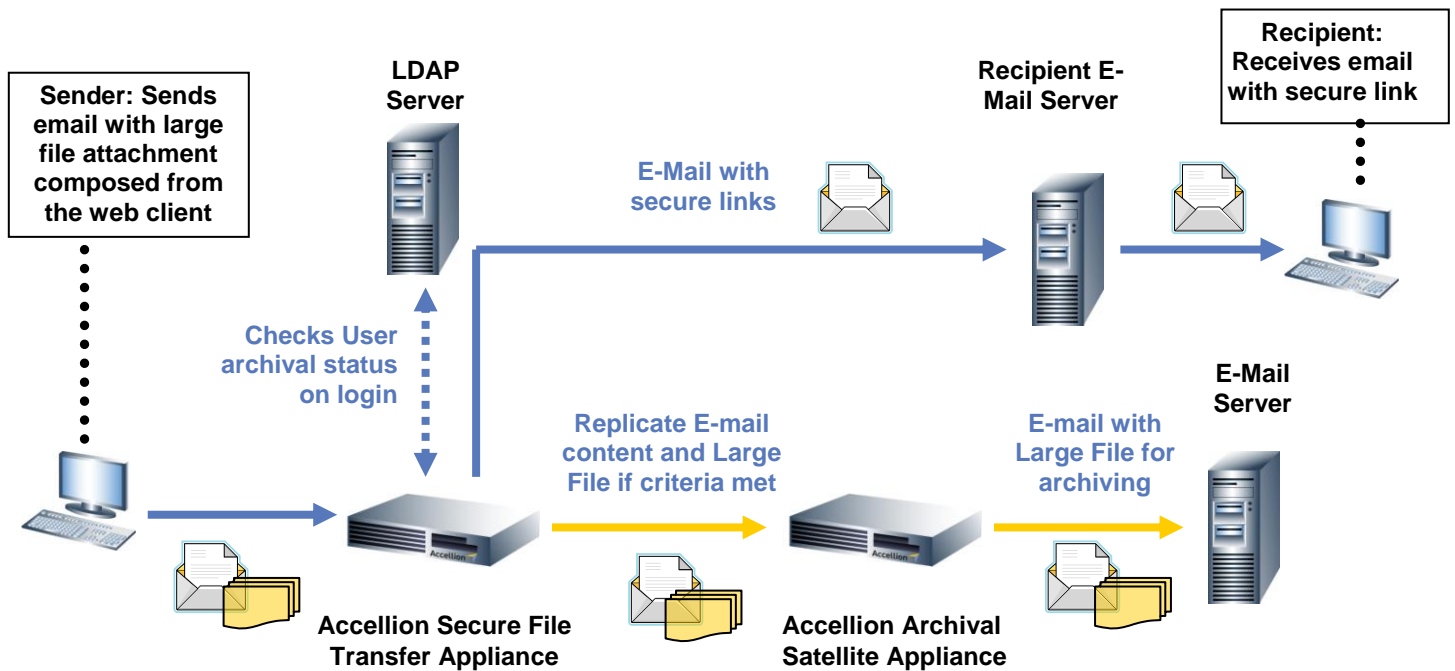 Sender: Sends
email with large
file attachment
composed from
the web client
LDAP
Server
Recipient E-
Mail Server
Recipient:
Receives email
with secure link
E-Mail with
secure links
Checks User
archival status
on login
Replicate E-mail
content and Large
File if criteria met
E-mail with
Large File for
archiving
E-Mail
Server
Accellion
Accellion
Accellion Secure File
Transfer Appliance
Accellion Archival
Satellite Appliance